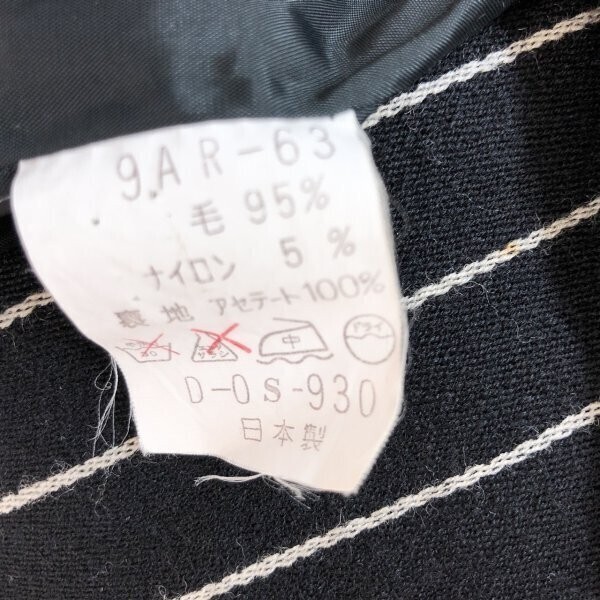 9.AR-63
毛 95%
ナイロン 5%
裏地 アセテート100%
中 ドライ
D-0S-930
日本製